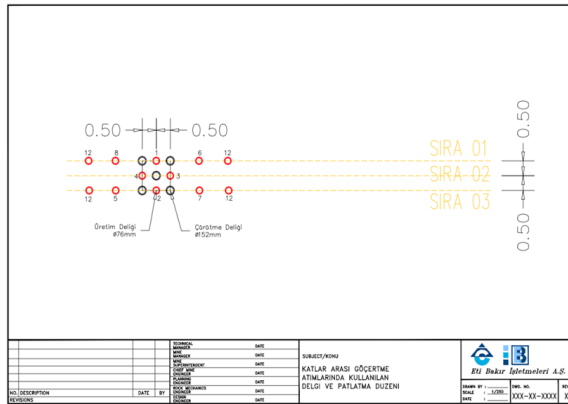 0.50 0.50
0.50
12 8 1 6 12
SIRA 01
4 3
SIRA 02
12 5 2 7 12
SIRA 03
0.50
Üretim Deliği
ø76mm
Çürütme Deliği
ø152mm
TECHNICAL MANAGER DATE
MINE MANAGER DATE
MINE SUPERINTENDENT DATE
CHIEF MINE ENGINEER DATE
PLANNING ENGINEER DATE
ROCK MECHANICS ENGINEER DATE
DESIGN ENGINEER DATE
NO. DESCRIPTION DATE BY
REVISIONS
SUBJECT/KONU
KATLAR ARASI GÖÇERTME
ATIMLARINDA KULLANILAN
DELGİ VE PATLATMA DÜZENİ
Eti Bakır İşletmeleri A.Ş.
DRAWN BY :
SCALE :
DATE :
DWG. NO.
XXX-XX-XXXX